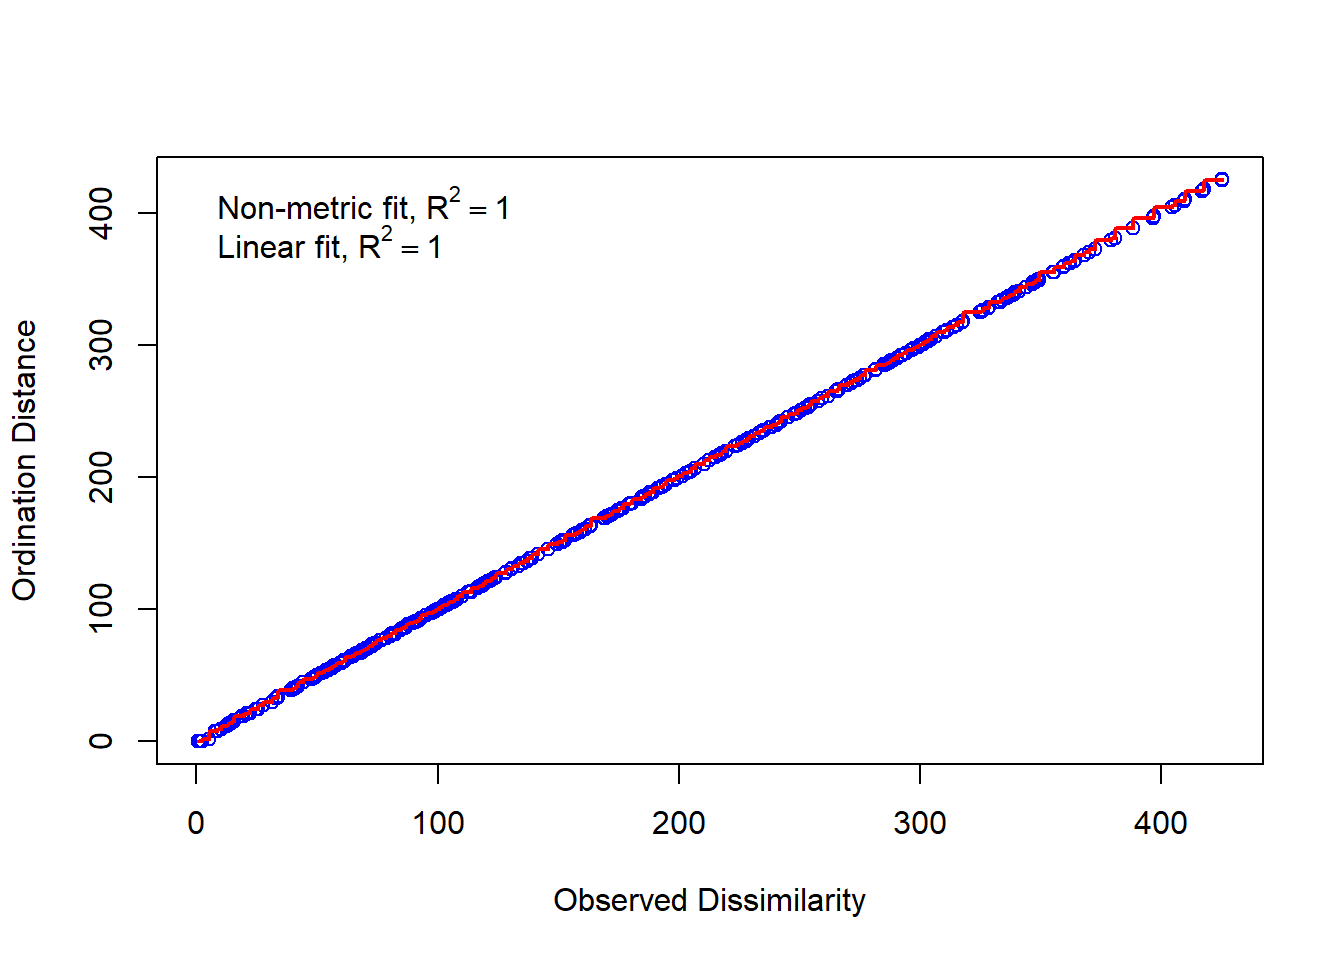 Non-metric fit, R² = 1
Linear fit, R² = 1
Ordination Distance
400
300
200
100
0
0 100 200 300 400
Observed Dissimilarity